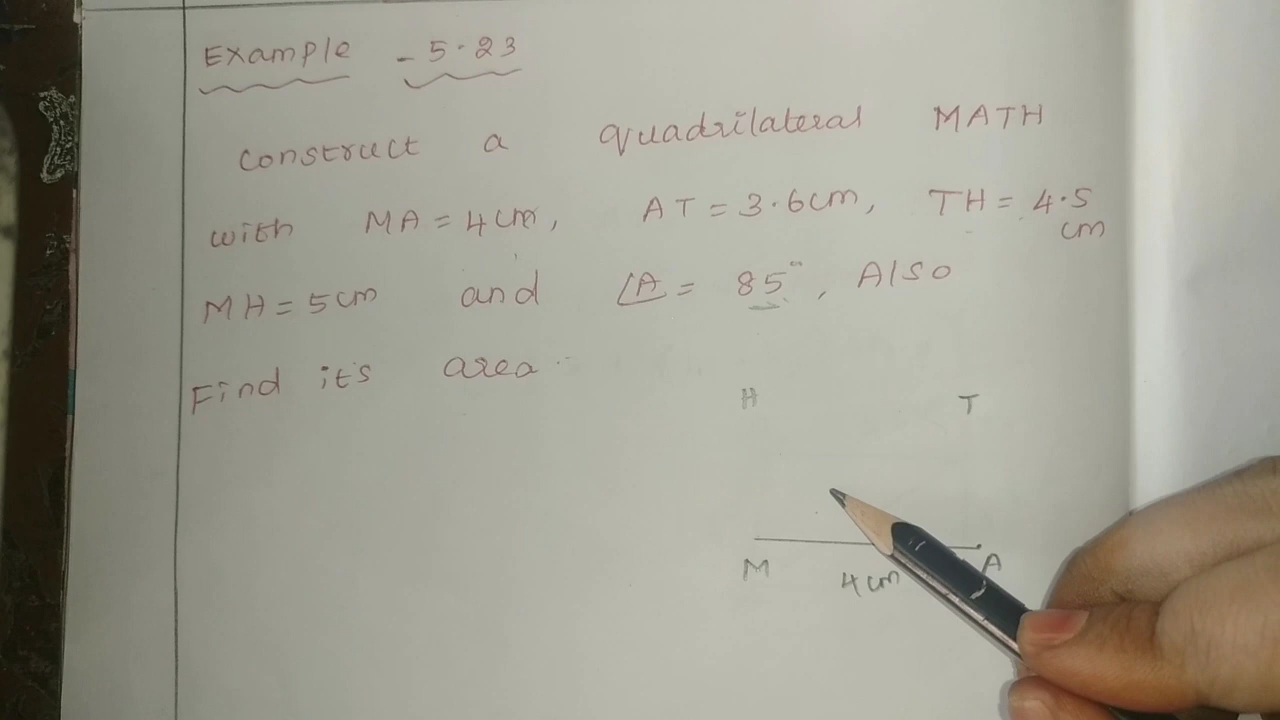 Example - 5.23
construct a quadrilateral MATH
with MA = 4cm, AT = 3.6cm, TH = 4.5
cm
MH = 5cm and ∠A = 85°, Also
Find it's area.
H T
M 4cm A